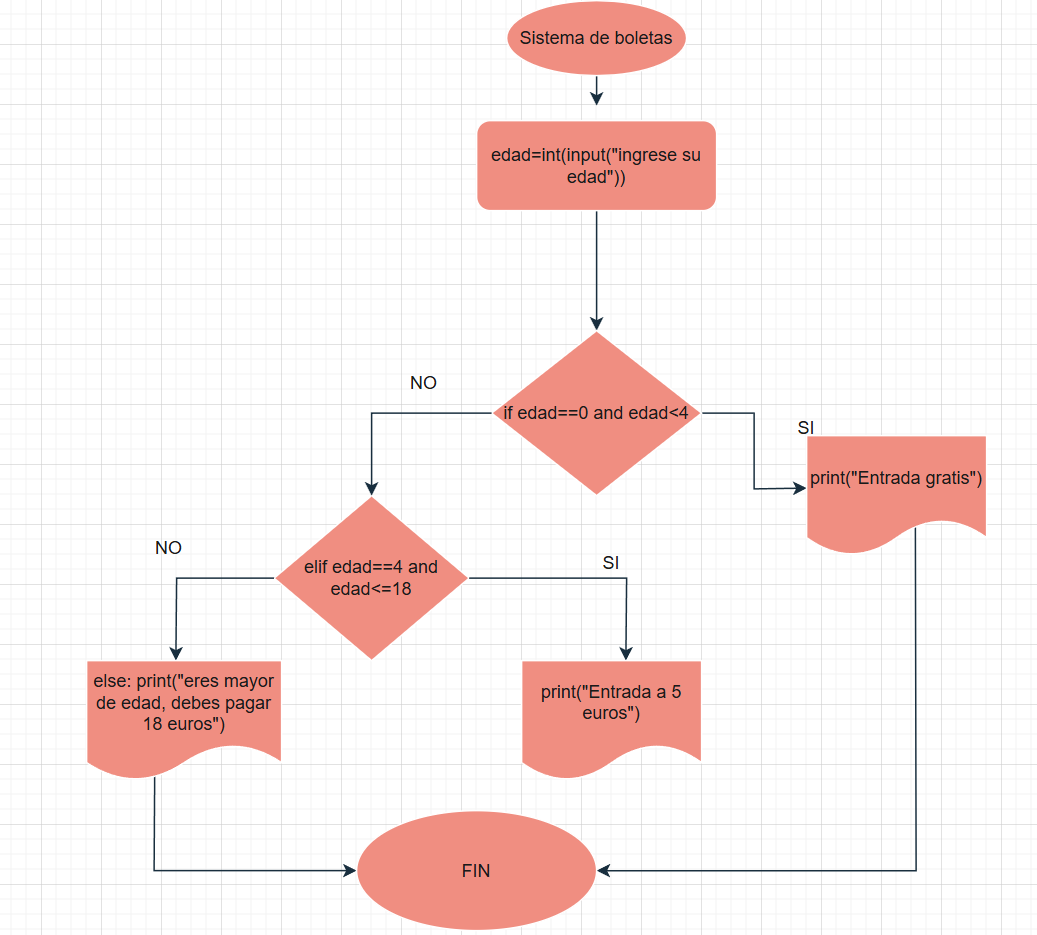 Sistema de boletas
edad=int(input("ingrese su
edad"))
NO
if edad==0 and edad<4
SI
print("Entrada gratis")
NO
elif edad==4 and
edad<=18
SI
else: print("eres mayor
de edad, debes pagar
18 euros")
print("Entrada a 5
euros")
FIN